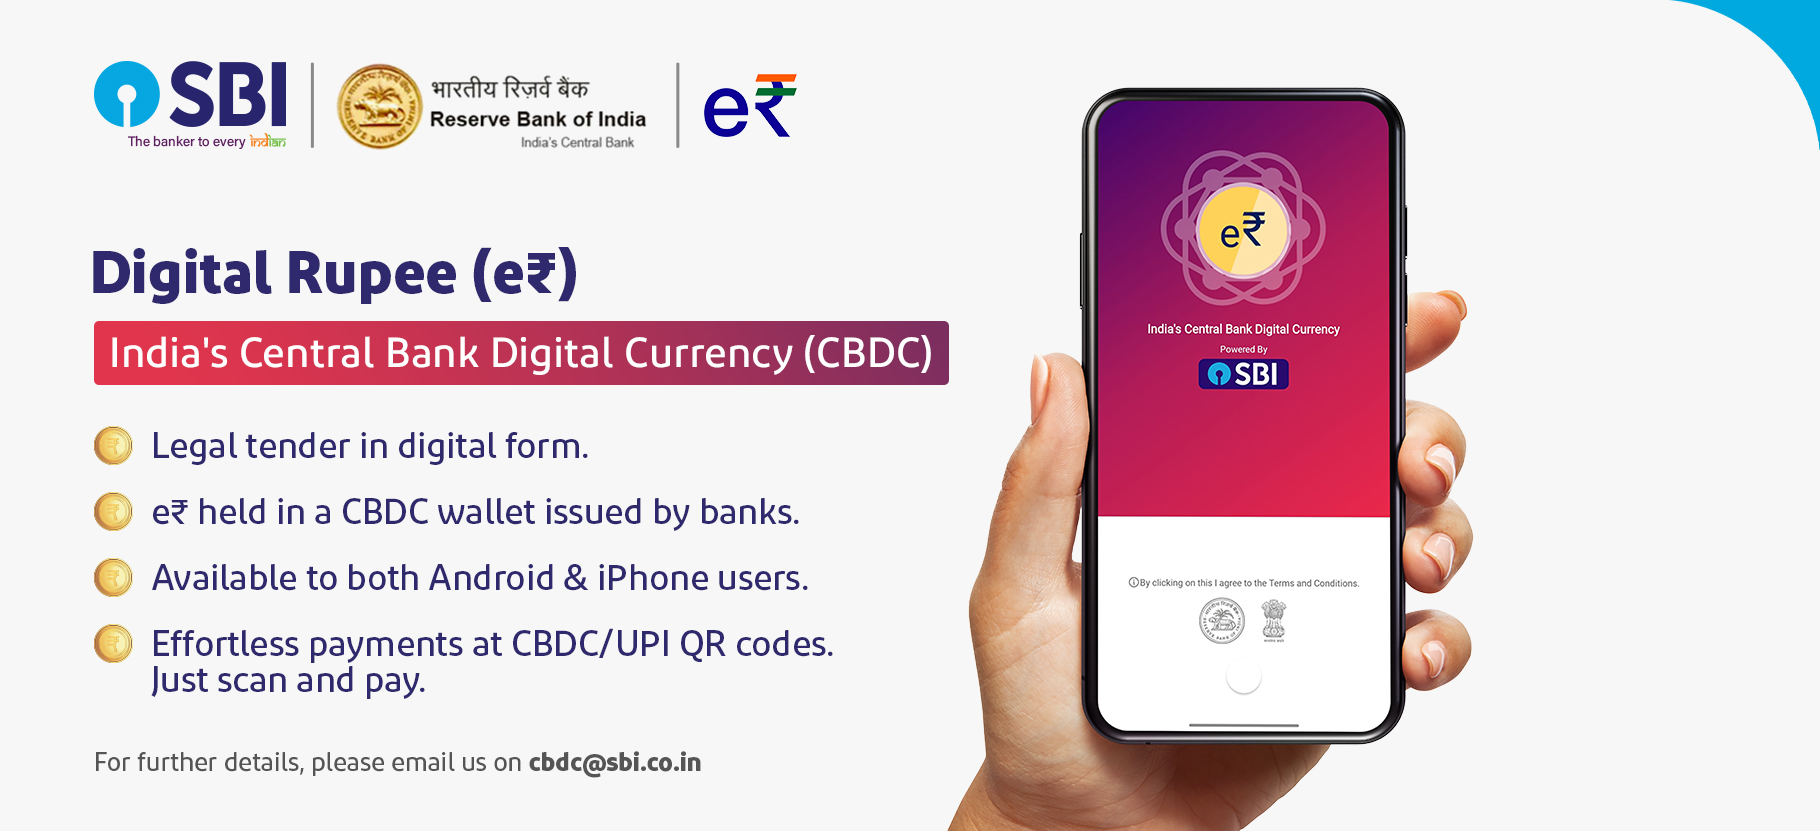 SBI
The banker to every indian
भारतीय रिज़र्व बैंक
Reserve Bank of India
India's Central Bank
e₹
Digital Rupee (e₹)
India's Central Bank Digital Currency (CBDC)
Legal tender in digital form.
e₹ held in a CBDC wallet issued by banks.
Available to both Android & iPhone users.
Effortless payments at CBDC/UPI QR codes.
Just scan and pay.
For further details, please email us on cbdc@sbi.co.in
e₹
India's Central Bank Digital Currency
Powered By
SBI
By clicking on this I agree to the Terms and Conditions.